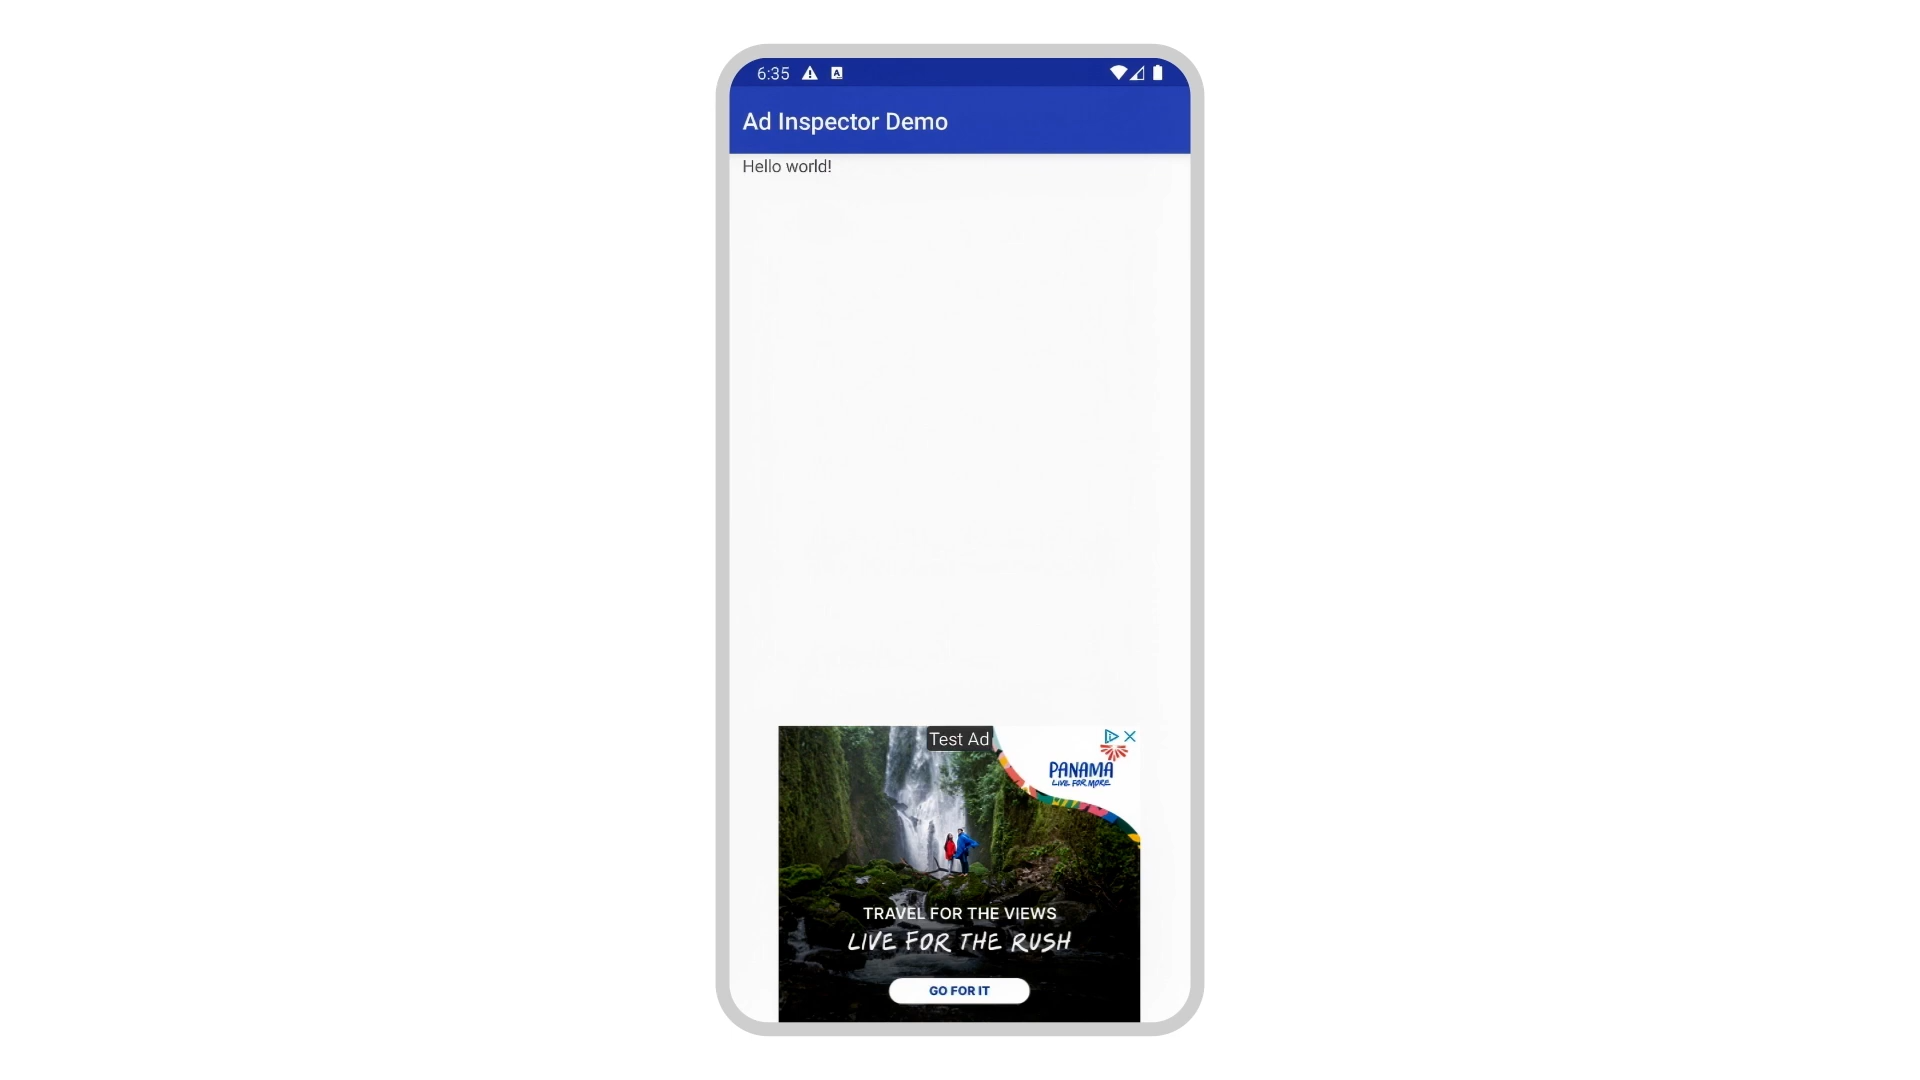 6:35
Ad Inspector Demo
Hello world!
Test Ad
PANAMA
LIVE FOR MORE
TRAVEL FOR THE VIEWS
LIVE FOR THE RUSH
GO FOR IT